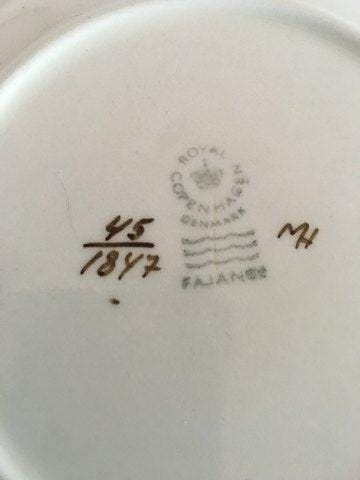 ROYAL
COPENHAGEN
DENMARK
FAJANCE
45
1847
MH